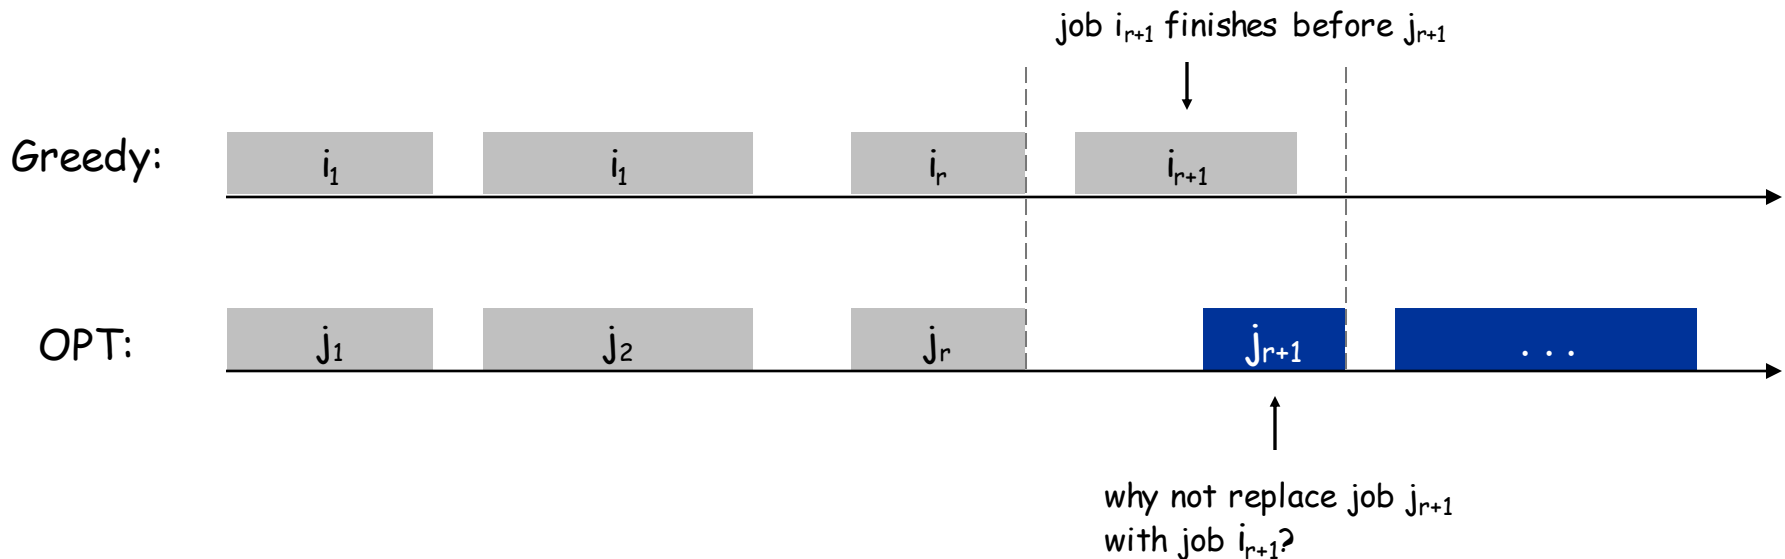 job i_{r+1} finishes before j_{r+1}
Greedy: i_1 i_1 i_r i_{r+1}
OPT: j_1 j_2 j_r j_{r+1} . . .
why not replace job j_{r+1}
with job i_{r+1}?